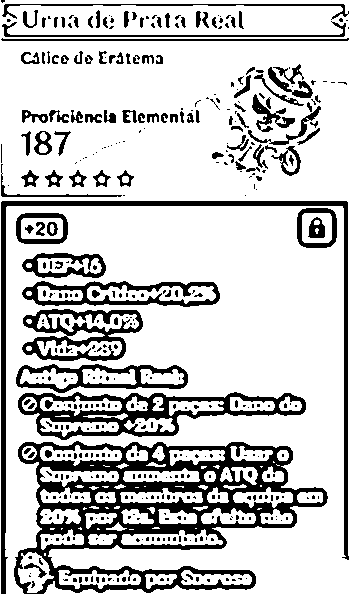 Urna de Prata Real
Cálice de Erátema
Proficiência Elemental
187
+20
DEF+16
Dano Crítico+20,2%
ATQ+14,0%
Vida+239
Antigo Ritual Real:
Conjunto de 2 peças: Dano do
Supremo +20%
Conjunto de 4 peças: Usar o
Supremo aumenta o ATQ de
todos os membros da equipe em
20% por 12s. Este efeito não
pode ser acumulado.
Equipado por Sucrose